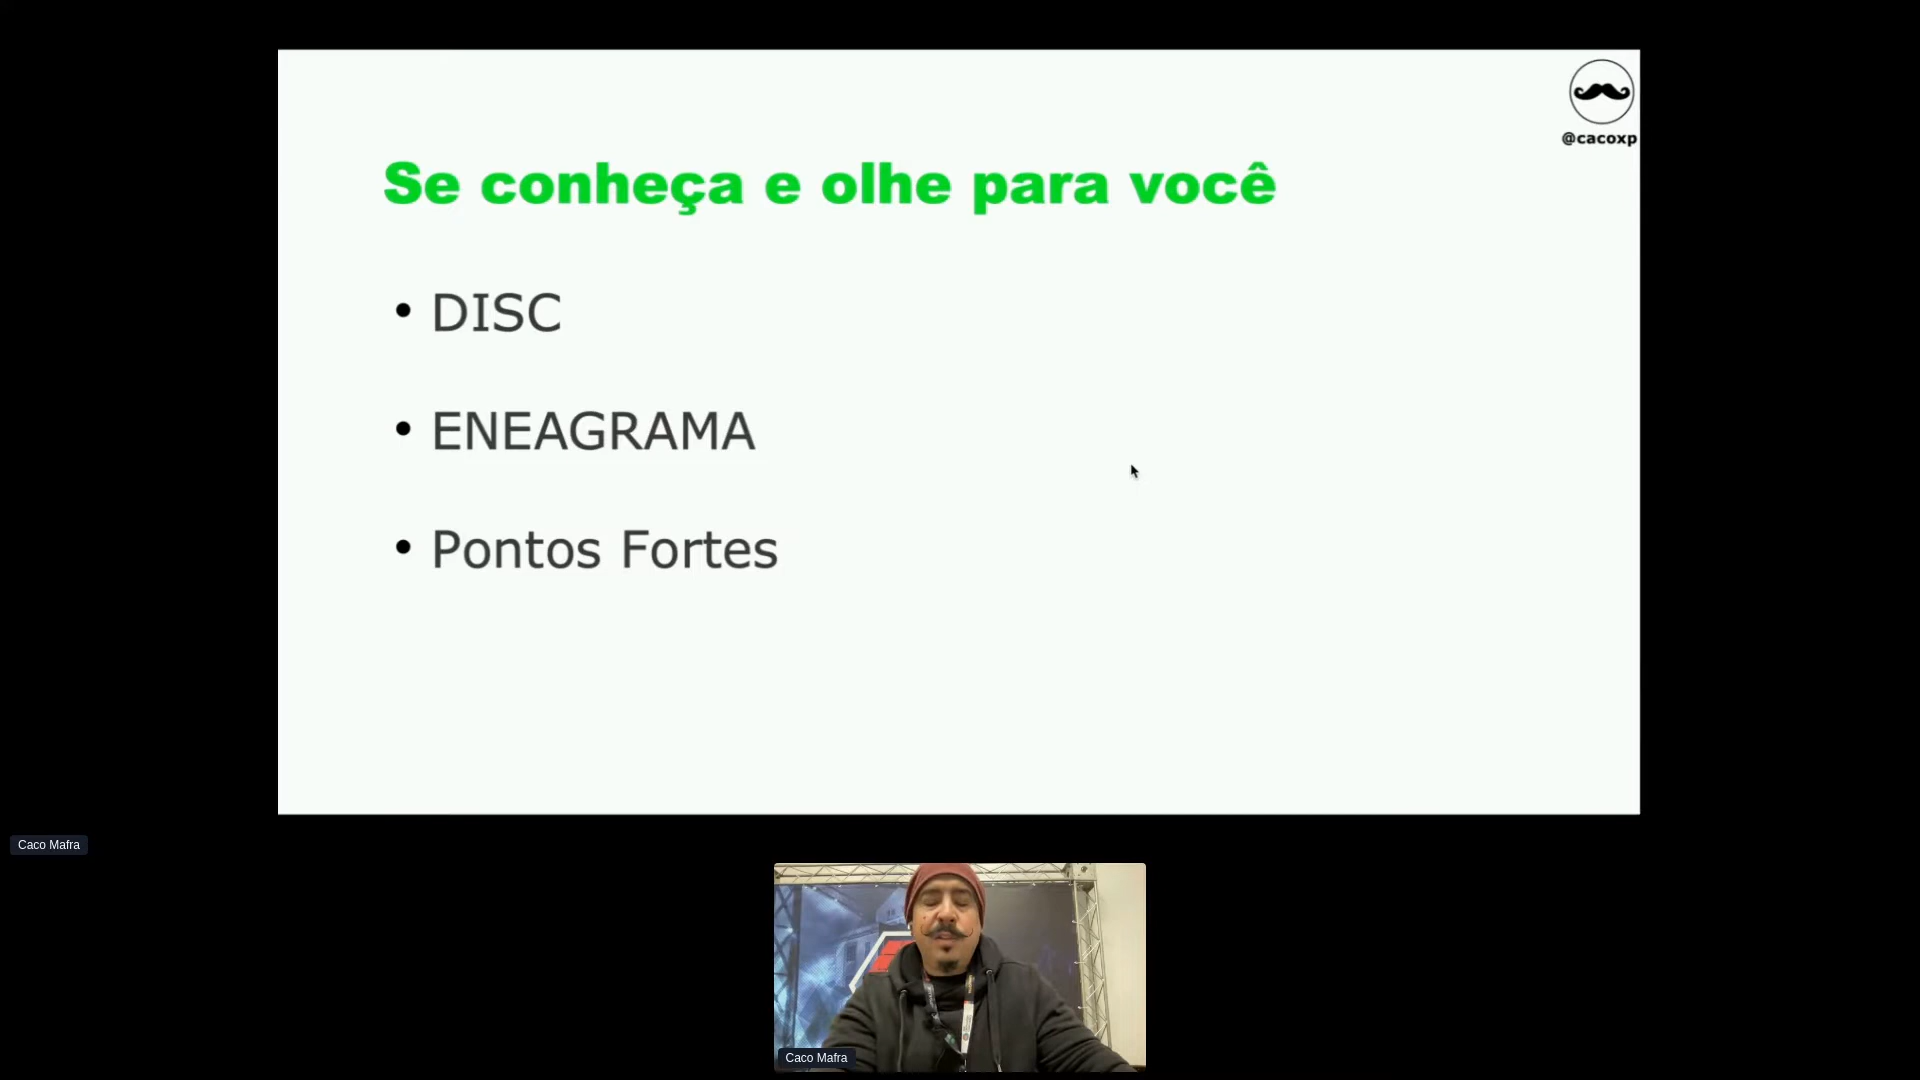 @cacoxp
Se conheça e olhe para você
• DISC
• ENEAGRAMA
• Pontos Fortes
Caco Mafra
Caco Mafra